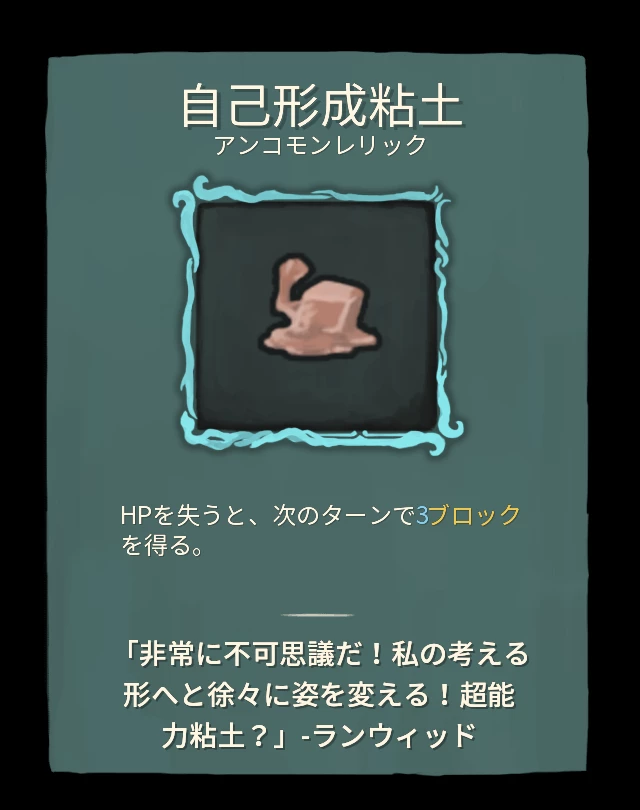 自己形成粘土
アンコモンレリック
HPを失うと、次のターンで3ブロック
を得る。
「非常に不可思議だ！私の考える
形へと徐々に姿を変える！超能
力粘土？」-ランウィッド